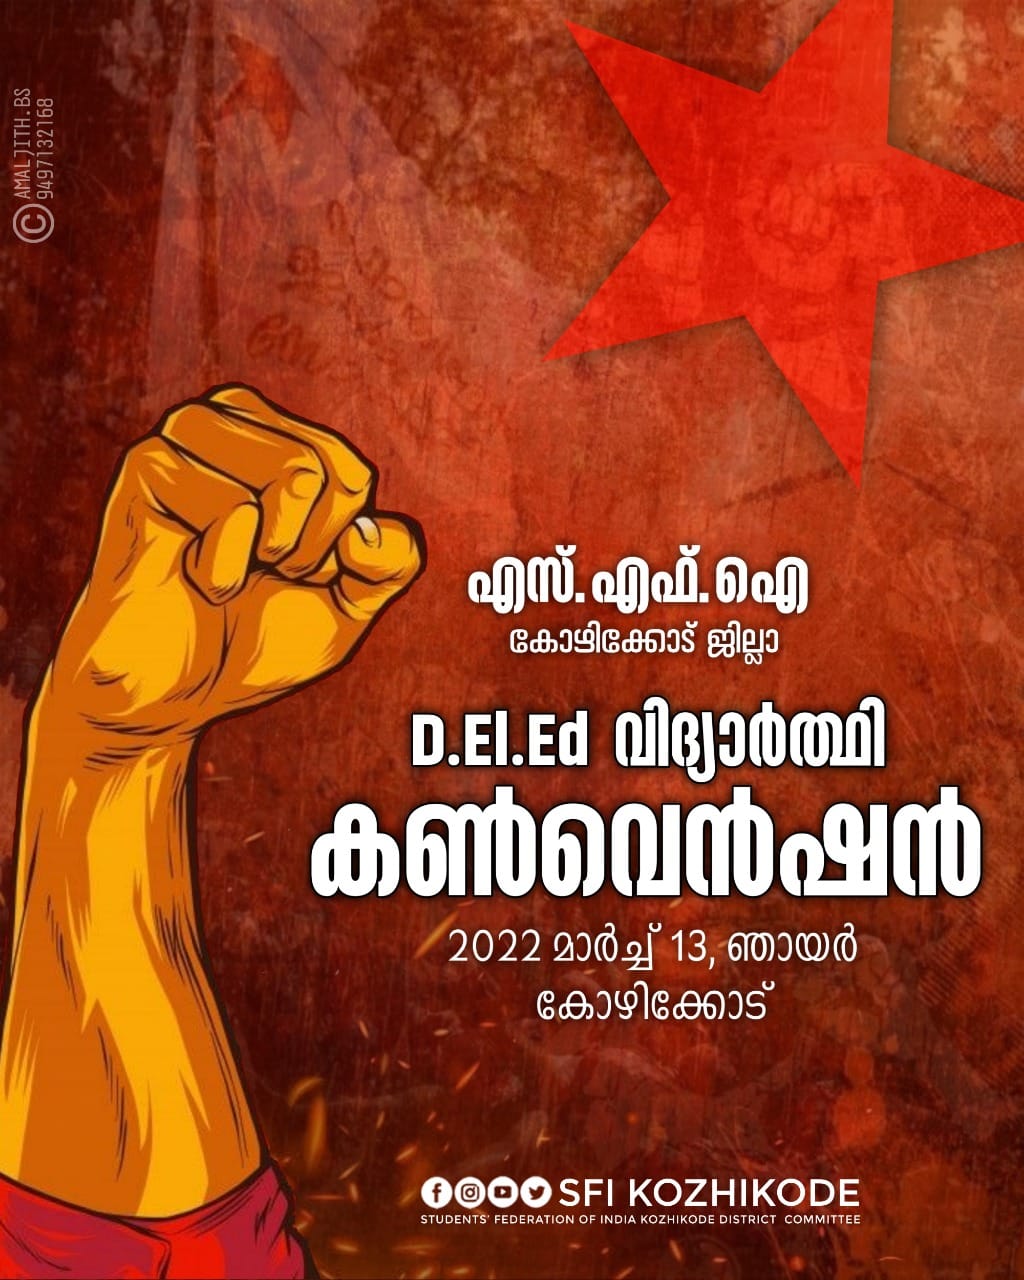 © AMALJITH.BS
9497132168
എസ്.എഫ്.ഐ
കോഴിക്കോട് ജില്ലാ
D.El.Ed വിദ്യാർത്ഥി
കൺവെൻഷൻ
2022 മാർച്ച് 13, ഞായർ
കോഴിക്കോട്
SFI KOZHIKODE
STUDENTS' FEDERATION OF INDIA KOZHIKODE DISTRICT COMMITTEE